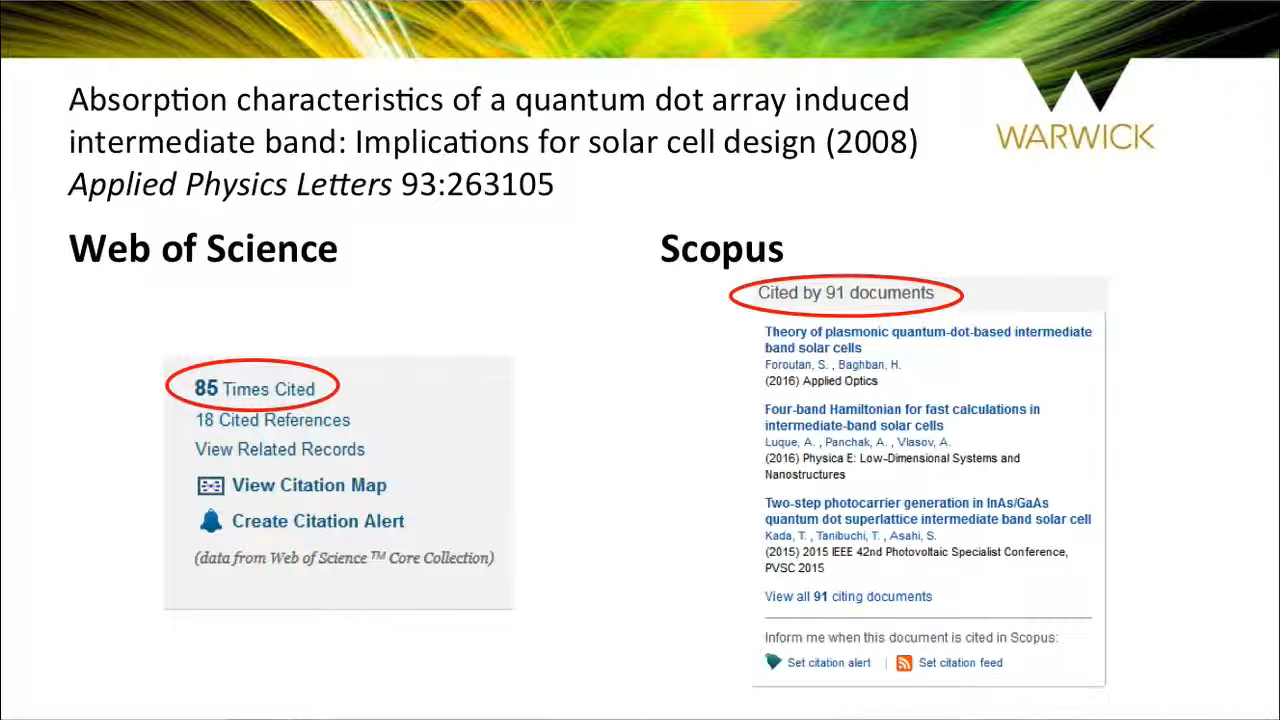 Absorption characteristics of a quantum dot array induced
intermediate band: Implications for solar cell design (2008)
Applied Physics Letters 93:263105
WARWICK
Web of Science
85 Times Cited
18 Cited References
View Related Records
View Citation Map
Create Citation Alert
(data from Web of Science ™ Core Collection)
Scopus
Cited by 91 documents
Theory of plasmonic quantum-dot-based intermediate
band solar cells
Foroutan, S. , Baghban, H.
(2016) Applied Optics
Four-band Hamiltonian for fast calculations in
intermediate-band solar cells
Luque, A. , Panchak, A. , Vlasov, A.
(2016) Physica E: Low-Dimensional Systems and
Nanostructures
Two-step photocarrier generation in InAs/GaAs
quantum dot superlattice intermediate band solar cell
Kada, T. , Tanibuchi, T. , Asahi, S.
(2015) 2015 IEEE 42nd Photovoltaic Specialist Conference,
PVSC 2015
View all 91 citing documents
Inform me when this document is cited in Scopus:
Set citation alert | Set citation feed